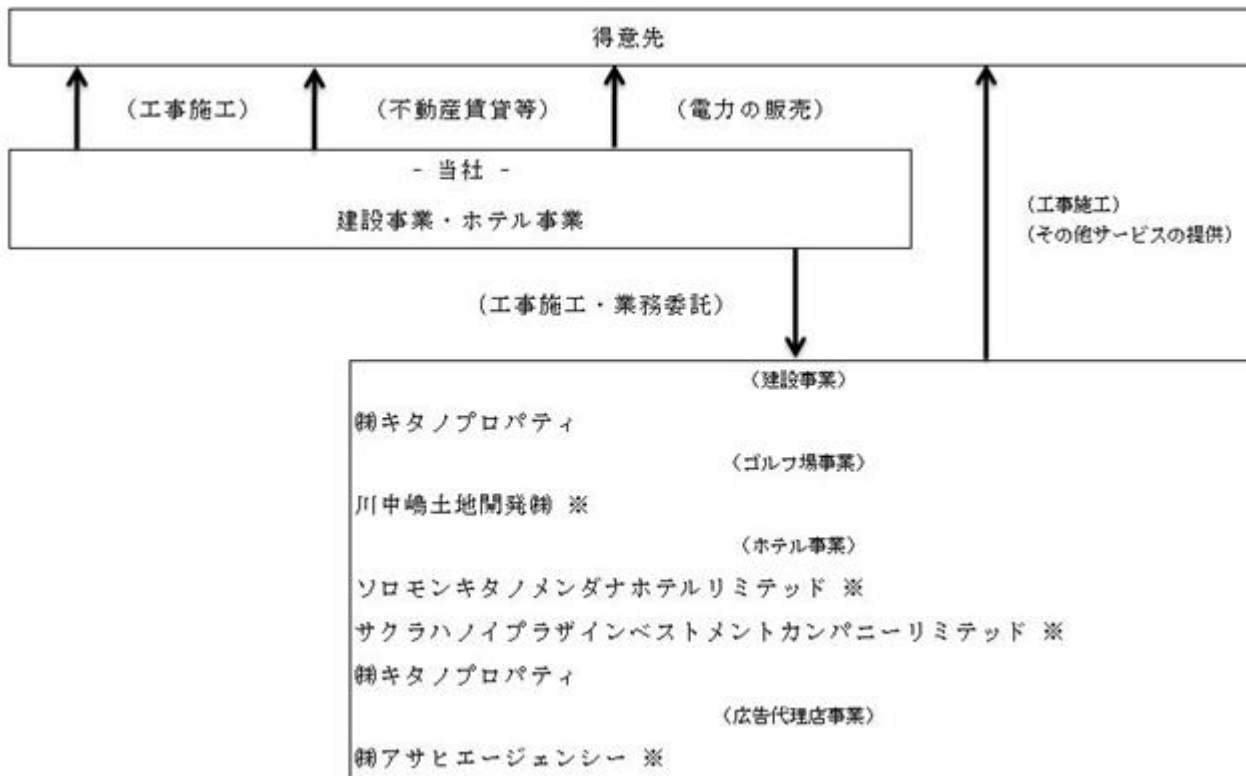 得意先
(工事施工)
(不動産賃貸等)
(電力の販売)
- 当社 -
建設事業・ホテル事業
(工事施工)
(その他サービスの提供)
(工事施工・業務委託)
(建設事業)
㈱キタノプロパティ
(ゴルフ場事業)
川中嶋土地開発㈱ ※
(ホテル事業)
ソロモンキタノメンダナホテルリミテッド ※
サクラハノイプラザインベストメントカンパニーリミテッド ※
㈱キタノプロパティ
(広告代理店事業)
㈱アサヒエージェンシー ※